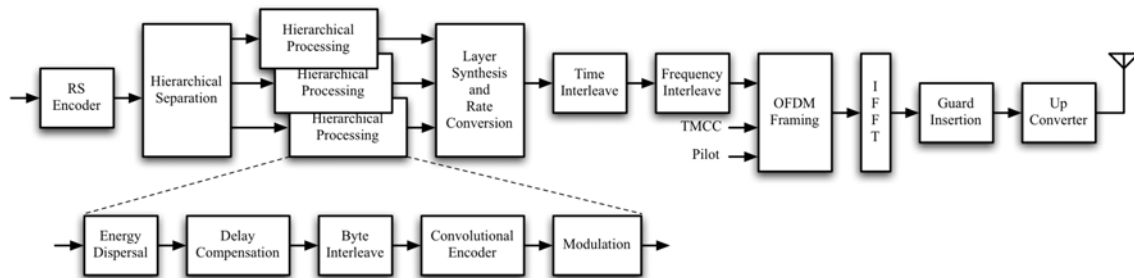 RS
Encoder
Hierarchical
Separation
Hierarchical
Processing
Hierarchical
Processing
Hierarchical
Processing
Layer
Synthesis
and
Rate
Conversion
Time
Interleave
Frequency
Interleave
TMCC
Pilot
OFDM
Framing
I
F
F
T
Guard
Insertion
Up
Converter
Energy
Dispersal
Delay
Compensation
Byte
Interleave
Convolutional
Encoder
Modulation